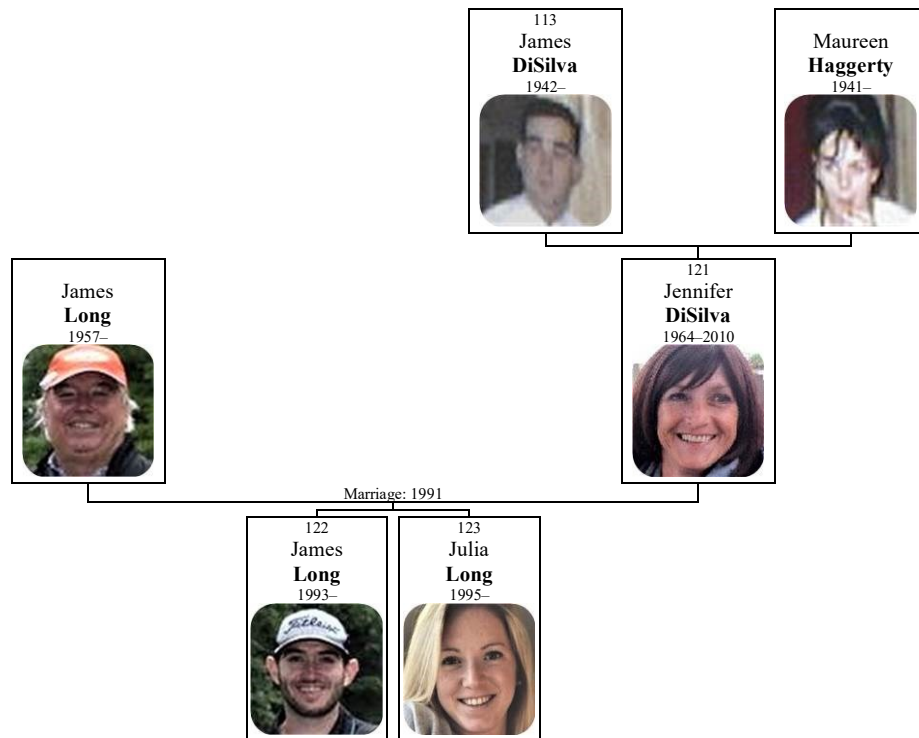 113
James
DiSilva
1942–
Maureen
Haggerty
1941–
James
Long
1957–
121
Jennifer
DiSilva
1964–2010
Marriage: 1991
122
James
Long
1993–
Titleist
123
Julia
Long
1995–